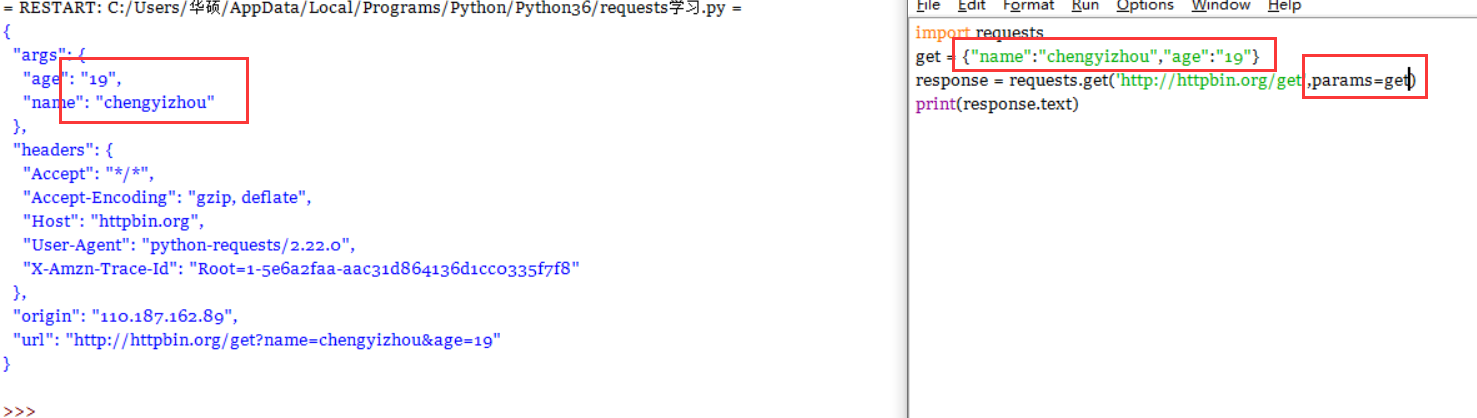 = RESTART: C:/Users/华硕/AppData/Local/Programs/Python/Python36/requests学习.py =
{
  "args": {
    "age": "19",
    "name": "chengyizhou"
  },
  "headers": {
    "Accept": "*/*",
    "Accept-Encoding": "gzip, deflate",
    "Host": "httpbin.org",
    "User-Agent": "python-requests/2.22.0",
    "X-Amzn-Trace-Id": "Root=1-5e6a2faa-aac31d864136d1cc0335f7f8"
  },
  "origin": "110.187.162.89",
  "url": "http://httpbin.org/get?name=chengyizhou&age=19"
}
>>>
File Edit Format Run Options Window Help
import requests
get = {"name":"chengyizhou","age":"19"}
response = requests.get('http://httpbin.org/get',params=get)
print(response.text)